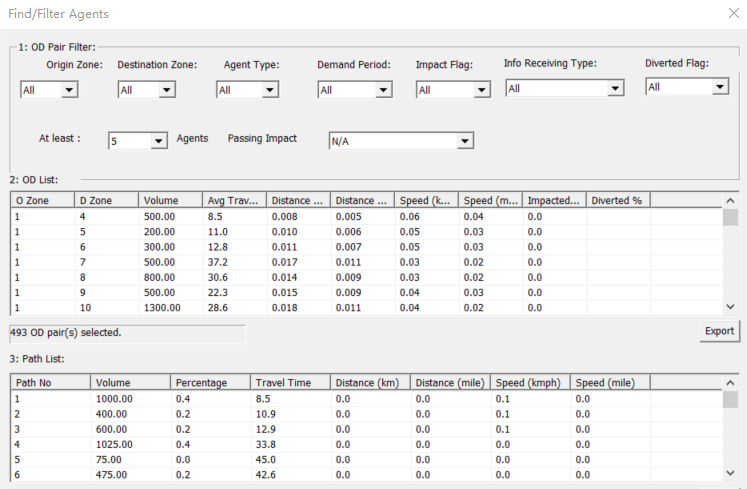 Find/Filter Agents
1: OD Pair Filter:
Origin Zone: Destination Zone: Agent Type: Demand Period: Impact Flag: Info Receiving Type: Diverted Flag:
All All All All All All All
At least : 5 Agents Passing Impact N/A
2: OD List:
O Zone D Zone Volume Avg Trav... Distance ... Distance ... Speed (k... Speed (m... Impacted... Diverted %
1 4 500.00 8.5 0.008 0.005 0.06 0.04 0.0
1 5 200.00 11.0 0.010 0.006 0.05 0.03 0.0
1 6 300.00 12.8 0.011 0.007 0.05 0.03 0.0
1 7 500.00 37.2 0.017 0.011 0.03 0.02 0.0
1 8 800.00 30.6 0.014 0.009 0.03 0.02 0.0
1 9 500.00 22.3 0.015 0.009 0.04 0.03 0.0
1 10 1300.00 28.6 0.018 0.011 0.04 0.02 0.0
493 OD pair(s) selected.
Export
3: Path List:
Path No Volume Percentage Travel Time Distance (km) Distance (mile) Speed (kmph) Speed (mile)
1 1000.00 0.4 8.5 0.0 0.0 0.1 0.0
2 400.00 0.2 10.9 0.0 0.0 0.1 0.0
3 600.00 0.2 12.9 0.0 0.0 0.1 0.0
4 1025.00 0.4 33.8 0.0 0.0 0.0 0.0
5 75.00 0.0 45.0 0.0 0.0 0.0 0.0
6 475.00 0.2 42.6 0.0 0.0 0.0 0.0